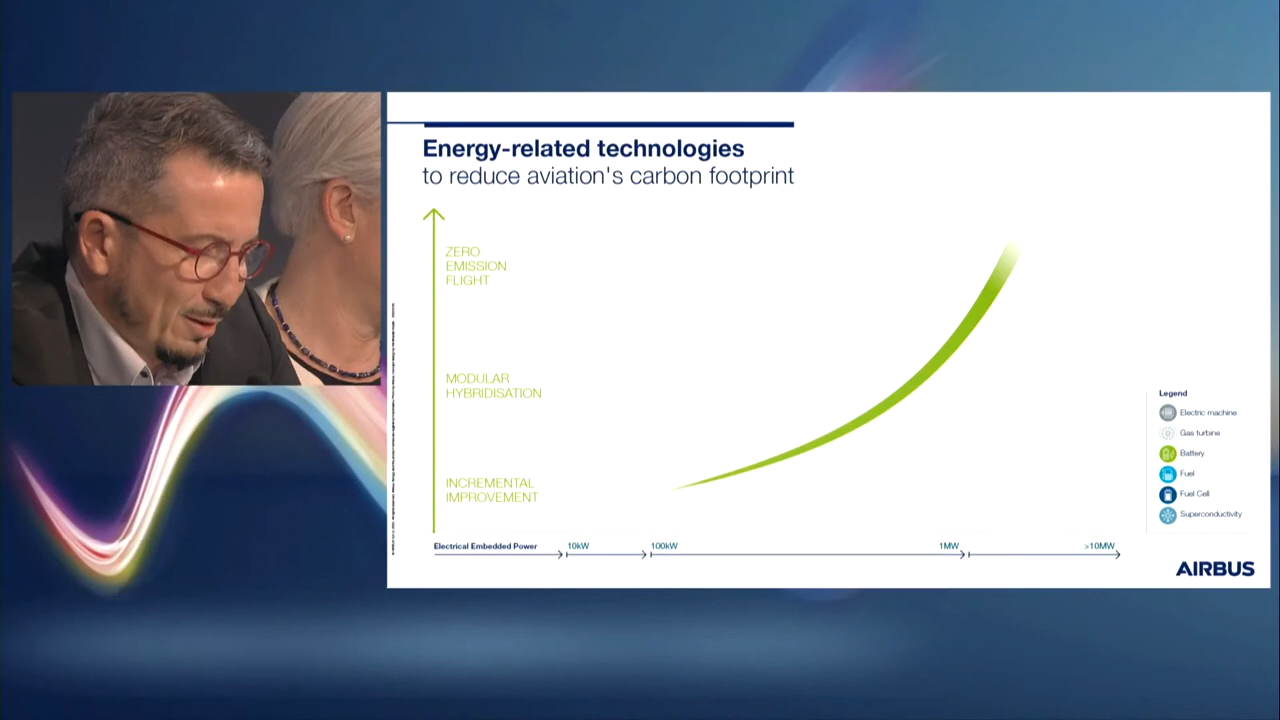 Energy-related technologies
to reduce aviation's carbon footprint
ZERO
EMISSION
FLIGHT
MODULAR
HYBRIDISATION
INCREMENTAL
IMPROVEMENT
Electrical Embedded Power
10kW
100kW
1MW
>10MW
Legend
Electric machine
Gas turbine
Battery
Fuel
Fuel Cell
Superconductivity
AIRBUS